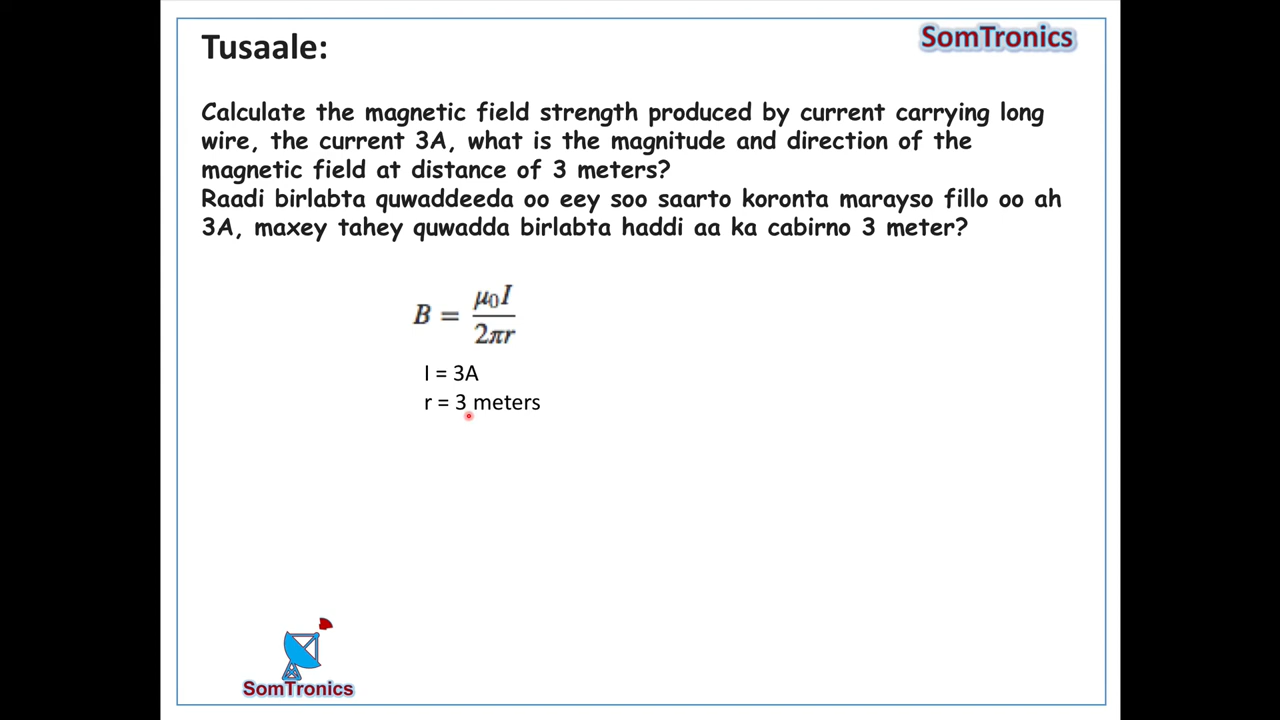 Tusaale:
SomTronics
Calculate the magnetic field strength produced by current carrying long
wire, the current 3A, what is the magnitude and direction of the
magnetic field at distance of 3 meters?
Raadi birlabta quwaddeeda oo eey soo saarto koronta marayso fillo oo ah
3A, maxey tahey quwadda birlabta haddi aa ka cabirno 3 meter?
B = μ₀I / 2πr
I = 3A
r = 3 meters
SomTronics